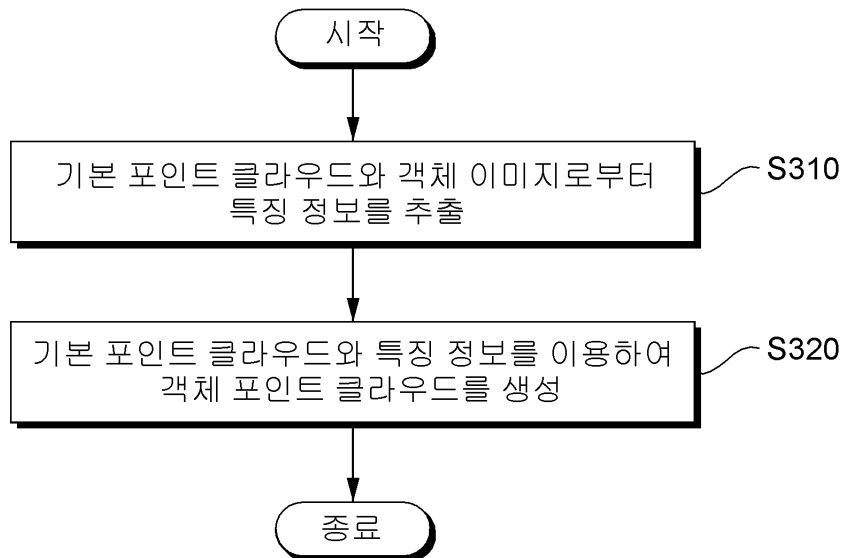 시작
기본 포인트 클라우드와 객체 이미지로부터
특징 정보를 추출
S310
기본 포인트 클라우드와 특징 정보를 이용하여
객체 포인트 클라우드를 생성
S320
종료